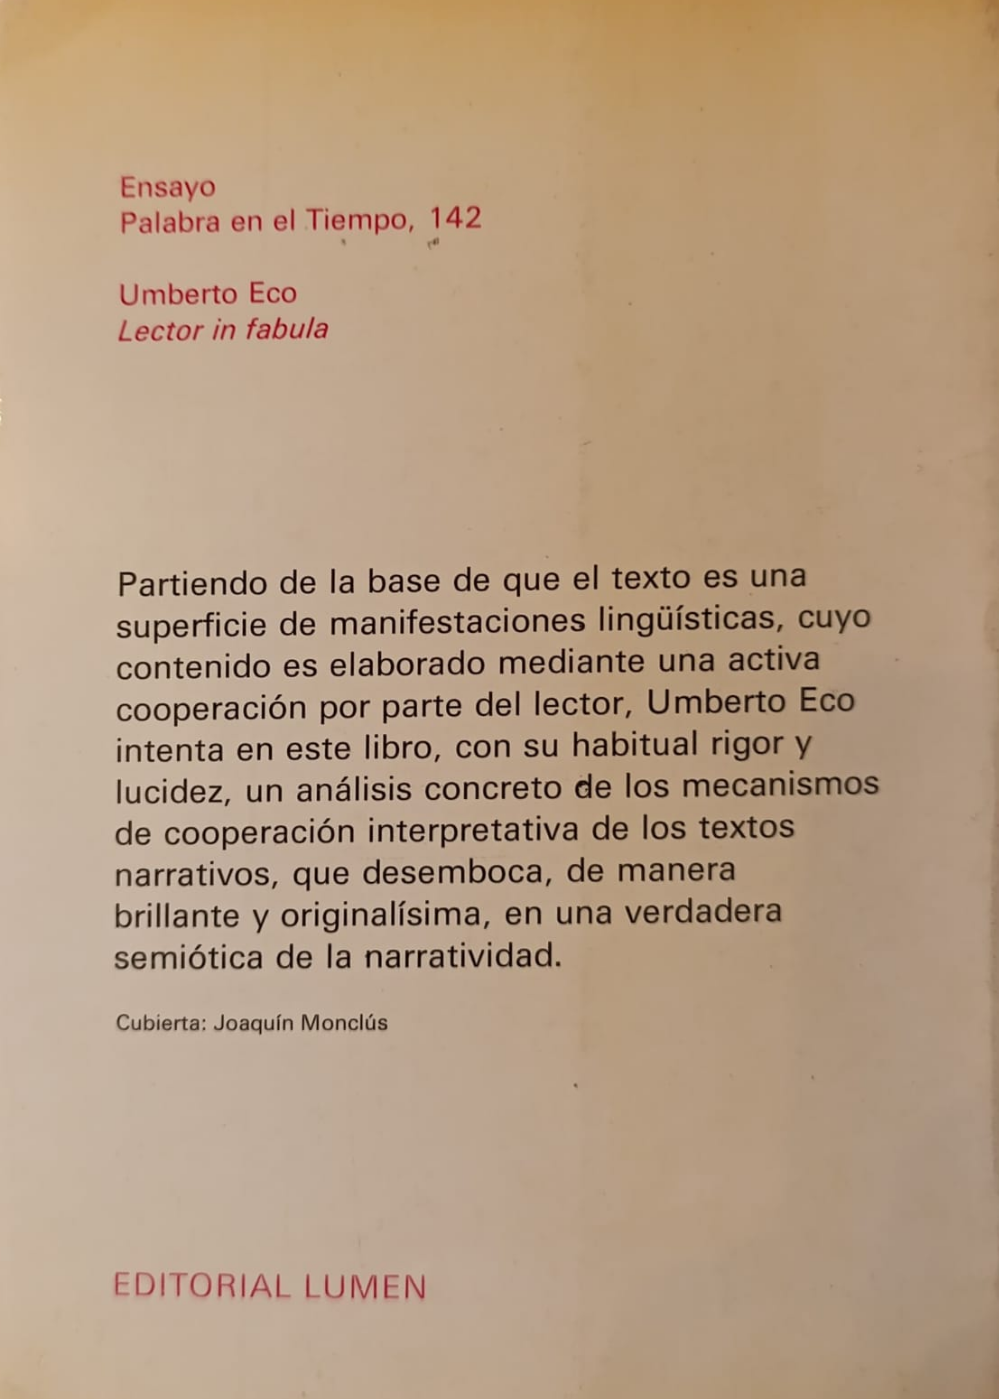 Ensayo
Palabra en el Tiempo, 142
Umberto Eco
Lector in fabula
Partiendo de la base de que el texto es una
superficie de manifestaciones lingüísticas, cuyo
contenido es elaborado mediante una activa
cooperación por parte del lector, Umberto Eco
intenta en este libro, con su habitual rigor y
lucidez, un análisis concreto de los mecanismos
de cooperación interpretativa de los textos
narrativos, que desemboca, de manera
brillante y originalísima, en una verdadera
semiótica de la narratividad.
Cubierta: Joaquín Monclús
EDITORIAL LUMEN